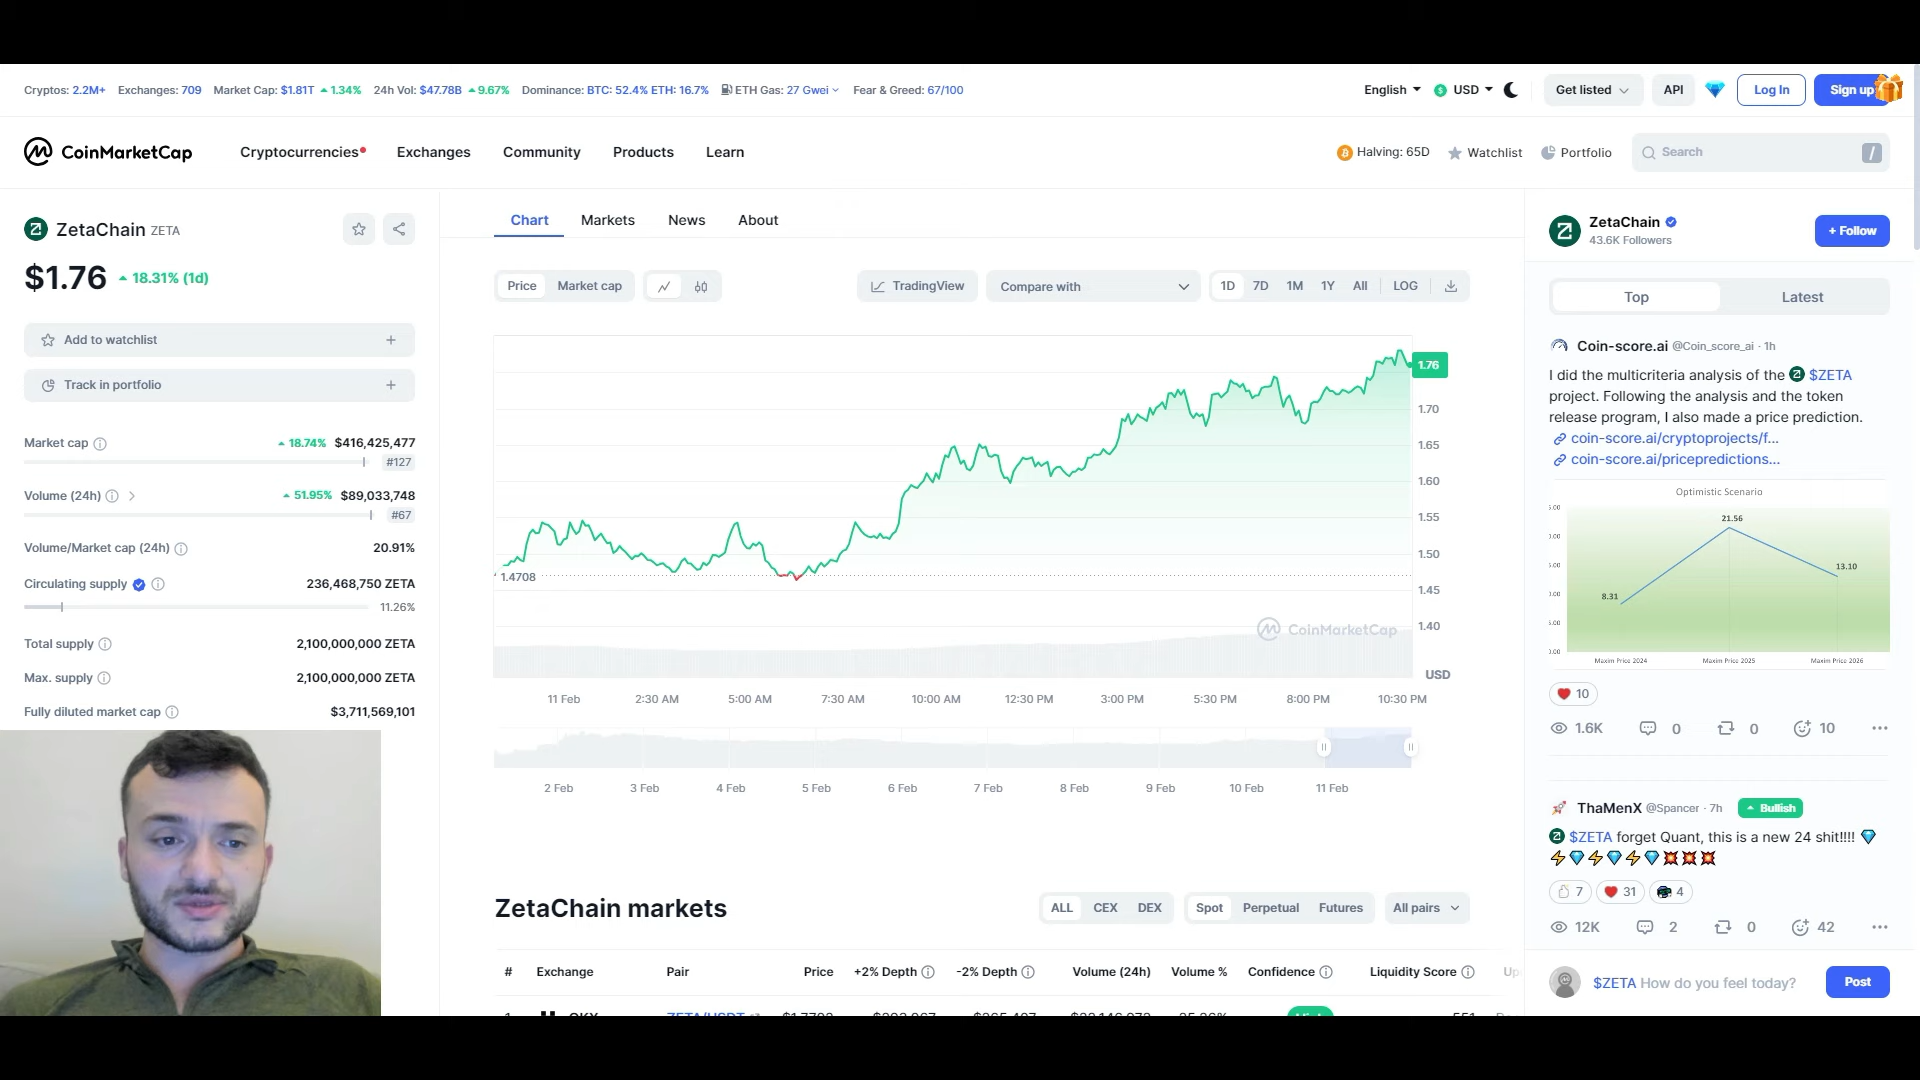 Cryptos: 2.2M+ Exchanges: 709 Market Cap: $1.81T 1.34% 24h Vol: $47.78B 9.67% Dominance: BTC: 52.4% ETH: 16.7% ETH Gas: 27 Gwei Fear & Greed: 67/100
English USD Get listed API Log In Sign up
CoinMarketCap Cryptocurrencies Exchanges Community Products Learn
Halving: 65D Watchlist Portfolio Search /
ZetaChain ZETA
$1.76 18.31% (1d)
Add to watchlist +
Track in portfolio +
Market cap 18.74% $416,425,477
#127
Volume (24h) 51.95% $89,033,748
#67
Volume/Market cap (24h) 20.91%
Circulating supply 236,468,750 ZETA
11.26%
Total supply 2,100,000,000 ZETA
Max. supply 2,100,000,000 ZETA
Fully diluted market cap $3,711,569,101
Chart Markets News About
Price Market cap TradingView Compare with 1D 7D 1M 1Y All LOG
1.76
1.70
1.65
1.60
1.55
1.50
1.4708
1.45
1.40
CoinMarketCap
USD
11 Feb 2:30 AM 5:00 AM 7:30 AM 10:00 AM 12:30 PM 3:00 PM 5:30 PM 8:00 PM 10:30 PM
2 Feb 3 Feb 4 Feb 5 Feb 6 Feb 7 Feb 8 Feb 9 Feb 10 Feb 11 Feb
ZetaChain markets ALL CEX DEX Spot Perpetual Futures All pairs
# Exchange Pair Price +2% Depth -2% Depth Volume (24h) Volume % Confidence Liquidity Score
ZetaChain
43.6K Followers
+ Follow
Top Latest
Coin-score.ai @Coin_score_ai · 1h
I did the multicriteria analysis of the $ZETA
project. Following the analysis and the token
release program, I also made a price prediction.
coin-score.ai/cryptoprojects/f...
coin-score.ai/pricepredictions...
Optimistic Scenario
21.56
13.10
8.31
Maxim Price 2024 Maxim Price 2025 Maxim Price 2026
10
1.6K 0 0 10
ThaMenX @Spancer · 7h Bullish
$ZETA forget Quant, this is a new 24 shit!!!! 💎
⚡💎⚡💎⚡💎💥💥💥
7 31 4
12K 2 0 42
$ZETA How do you feel today? Post